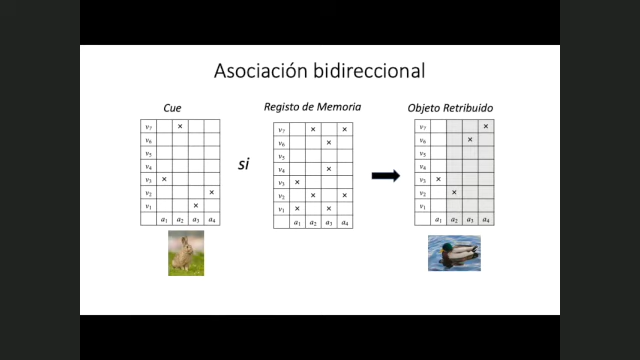 Asociación bidireccional
Cue
Registo de Memoria
Objeto Retribuido
v7 ×
v6
v5
v4
v3 ×
v2 ×
v1 ×
a1 a2 a3 a4
si
v7 × ×
v6 ×
v5
v4 ×
v3 ×
v2 × ×
v1 × ×
a1 a2 a3 a4
v7 ×
v6 ×
v5
v4
v3 ×
v2 ×
v1
a1 a2 a3 a4